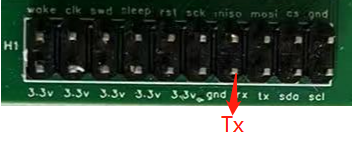 wake clk swd sleep rst sck miso mosi cs gnd
H1
3.3v 3.3v 3.3v 3.3v 3.3v gnd rx tx sda scl
Tx